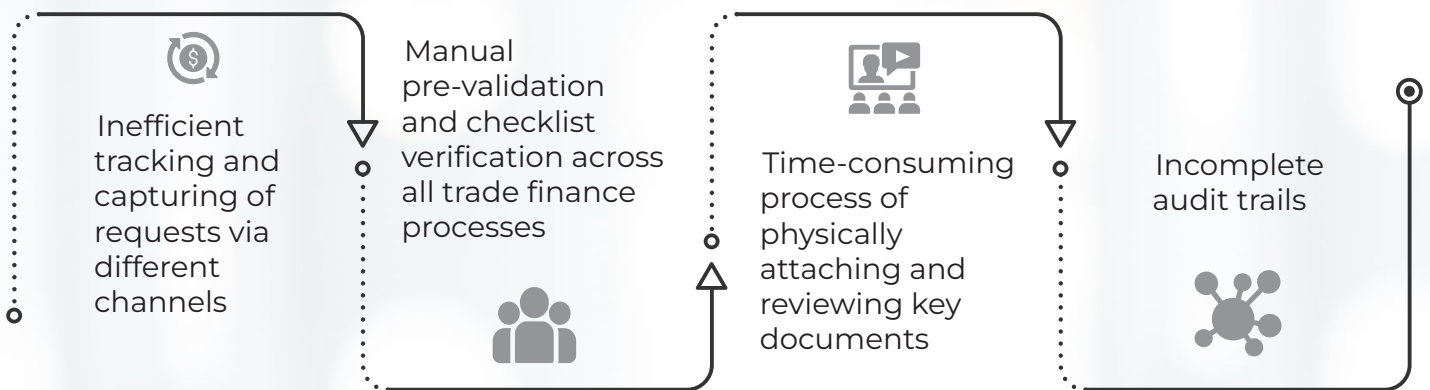 Inefficient
tracking and
capturing of
requests via
different
channels
Manual
pre-validation
and checklist
verification across
all trade finance
processes
Time-consuming
process of
physically
attaching and
reviewing key
documents
Incomplete
audit trails